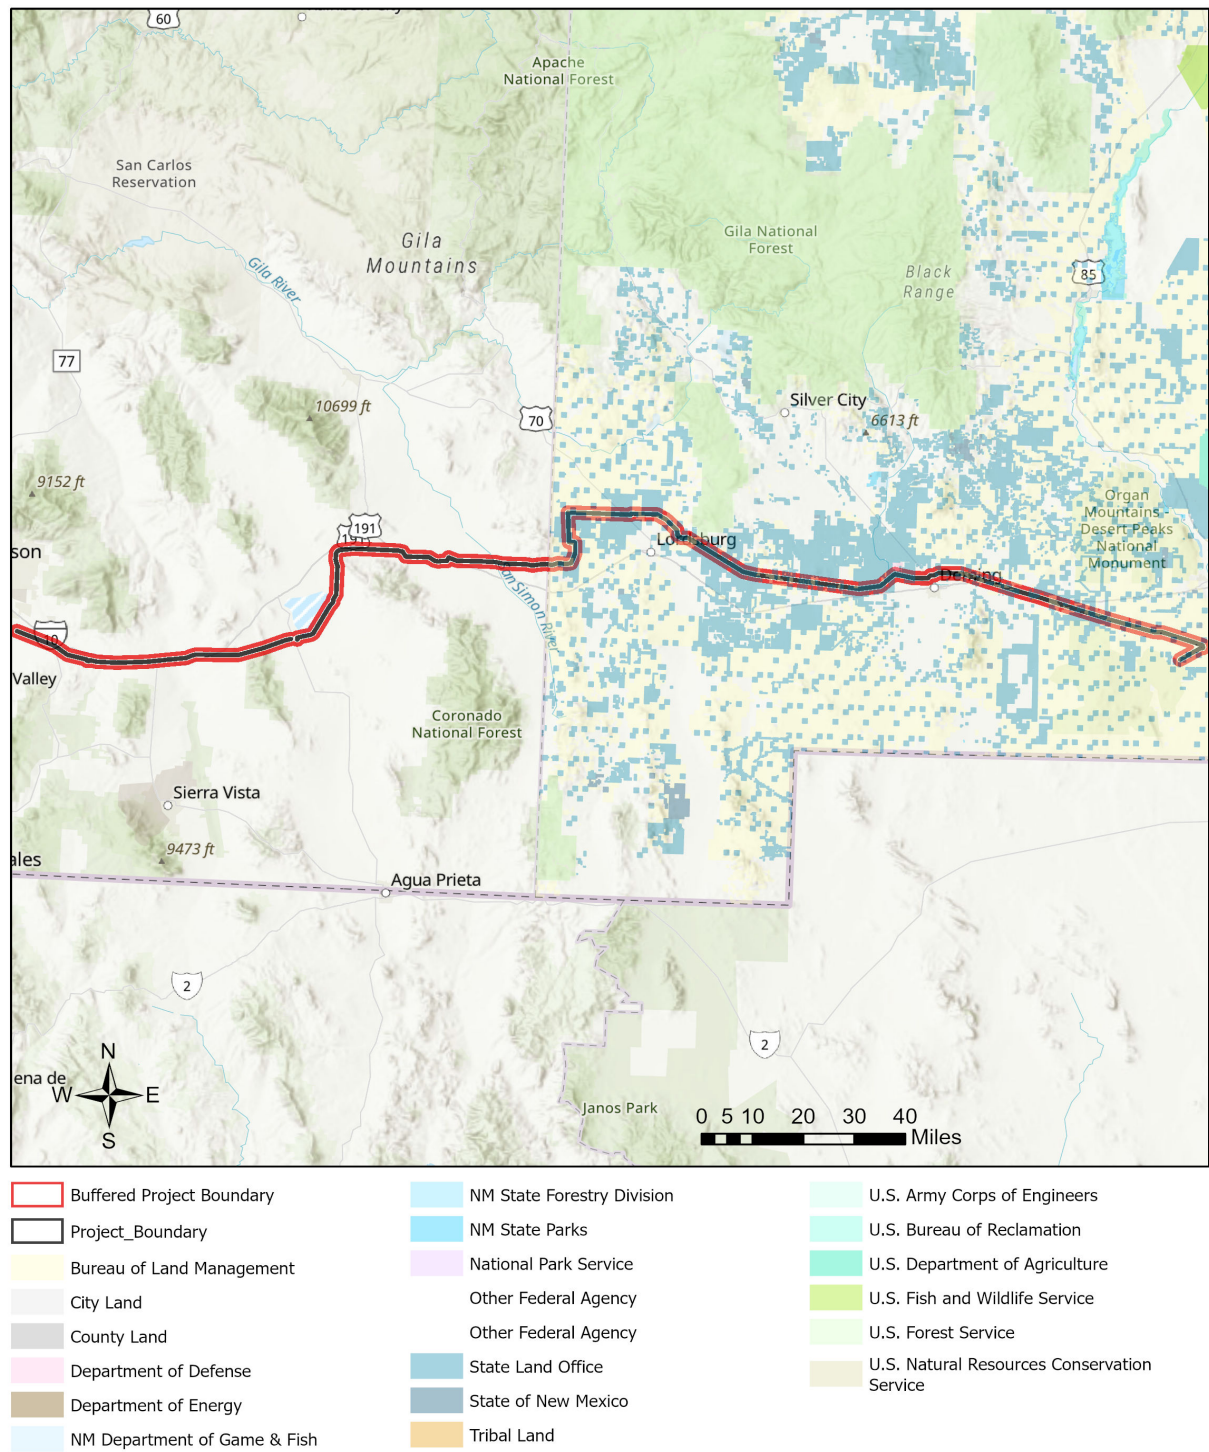 60
Apache
National Forest
San Carlos
Reservation
Gila
Mountains
Gila National
Forest
Black
Range
Gila River
85
77
10699 ft
70
Silver City
6613 ft
9152 ft
Organ
Mountains -
Desert Peaks
National
Monument
191
son
Lordsburg
Deming
San Simon River
10
Valley
Coronado
National Forest
Sierra Vista
9473 ft
ales
Agua Prieta
2
2
N
ena de
W
E
S
Janos Park
0 5 10 20 30 40
Miles
Buffered Project Boundary
Project_Boundary
Bureau of Land Management
City Land
County Land
Department of Defense
Department of Energy
NM Department of Game & Fish
NM State Forestry Division
NM State Parks
National Park Service
Other Federal Agency
Other Federal Agency
State Land Office
State of New Mexico
Tribal Land
U.S. Army Corps of Engineers
U.S. Bureau of Reclamation
U.S. Department of Agriculture
U.S. Fish and Wildlife Service
U.S. Forest Service
U.S. Natural Resources Conservation
Service